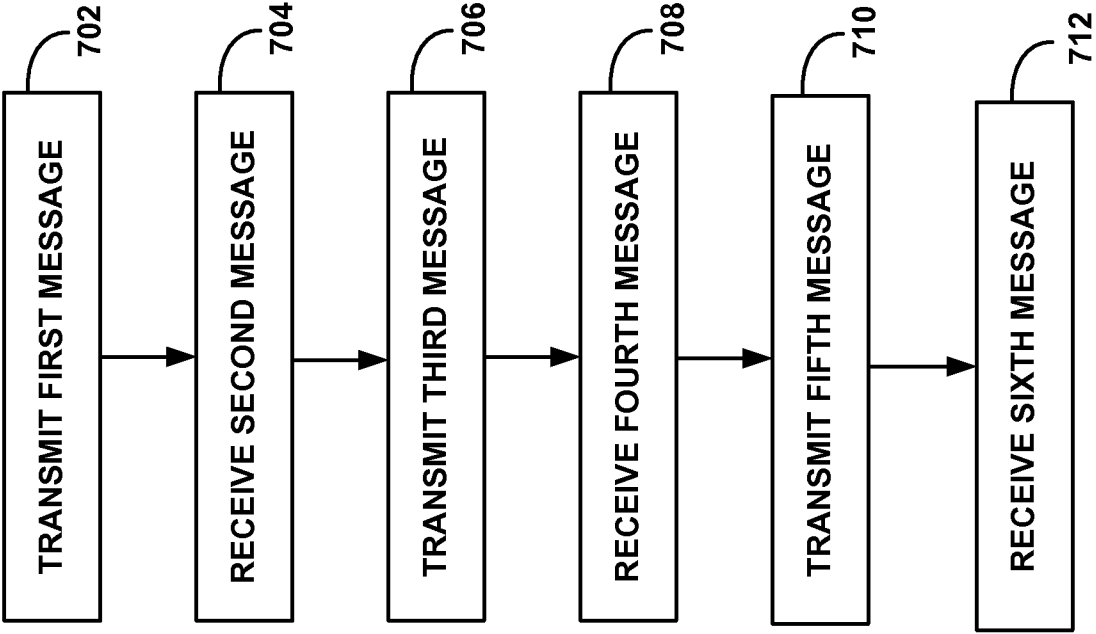 702
TRANSMIT FIRST MESSAGE
704
RECEIVE SECOND MESSAGE
706
TRANSMIT THIRD MESSAGE
708
RECEIVE FOURTH MESSAGE
710
TRANSMIT FIFTH MESSAGE
712
RECEIVE SIXTH MESSAGE